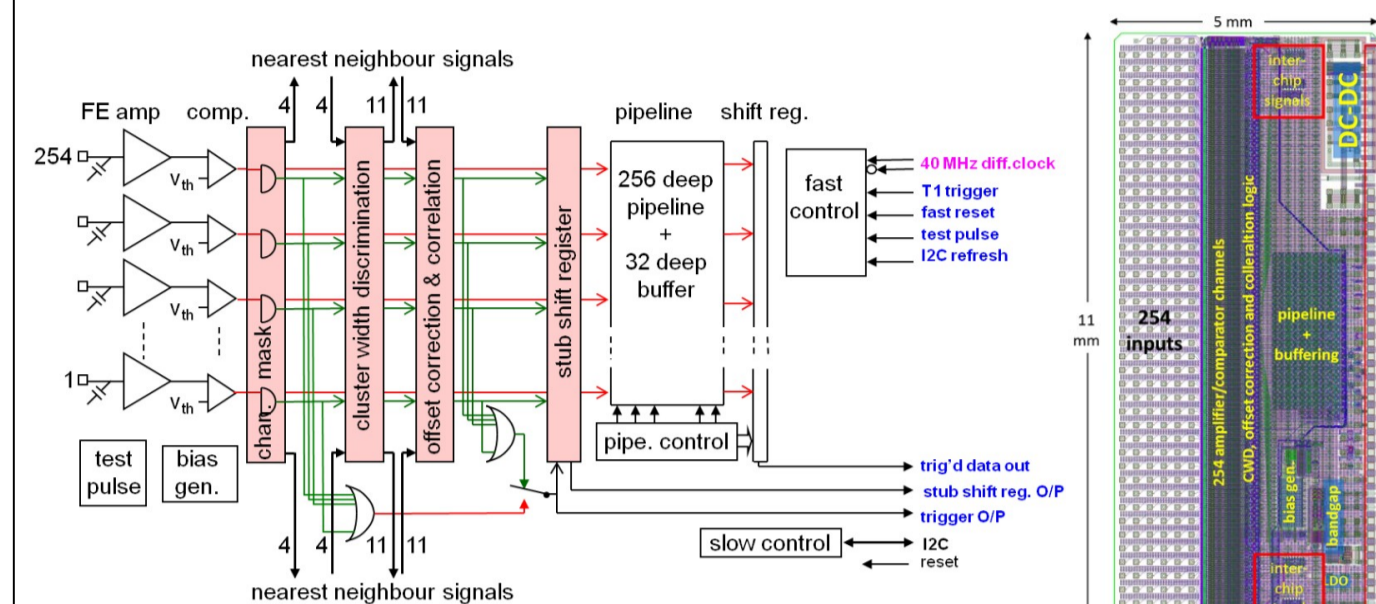 nearest neighbour signals
FE amp
comp.
4
4
11
11
pipeline
shift reg.
254
Vth
Vth
Vth
Vth
1
chan. mask
cluster width discrimination
offset correction & correlation
stub shift register
256 deep
pipeline
+
32 deep
buffer
pipe. control
fast
control
40 MHz diff.clock
T1 trigger
fast reset
test pulse
I2C refresh
test
pulse
bias
gen.
trig'd data out
stub shift reg. O/P
trigger O/P
slow control
I2C
reset
4
4
11
11
nearest neighbour signals
5 mm
11
mm
254
inputs
254 amplifier/comparator channels
CWD, offset correction and colleraltion logic
inter-
chip
signals
DC-DC
pipeline
+
buffering
bias gen.
bandgap
inter-
chip
LDO